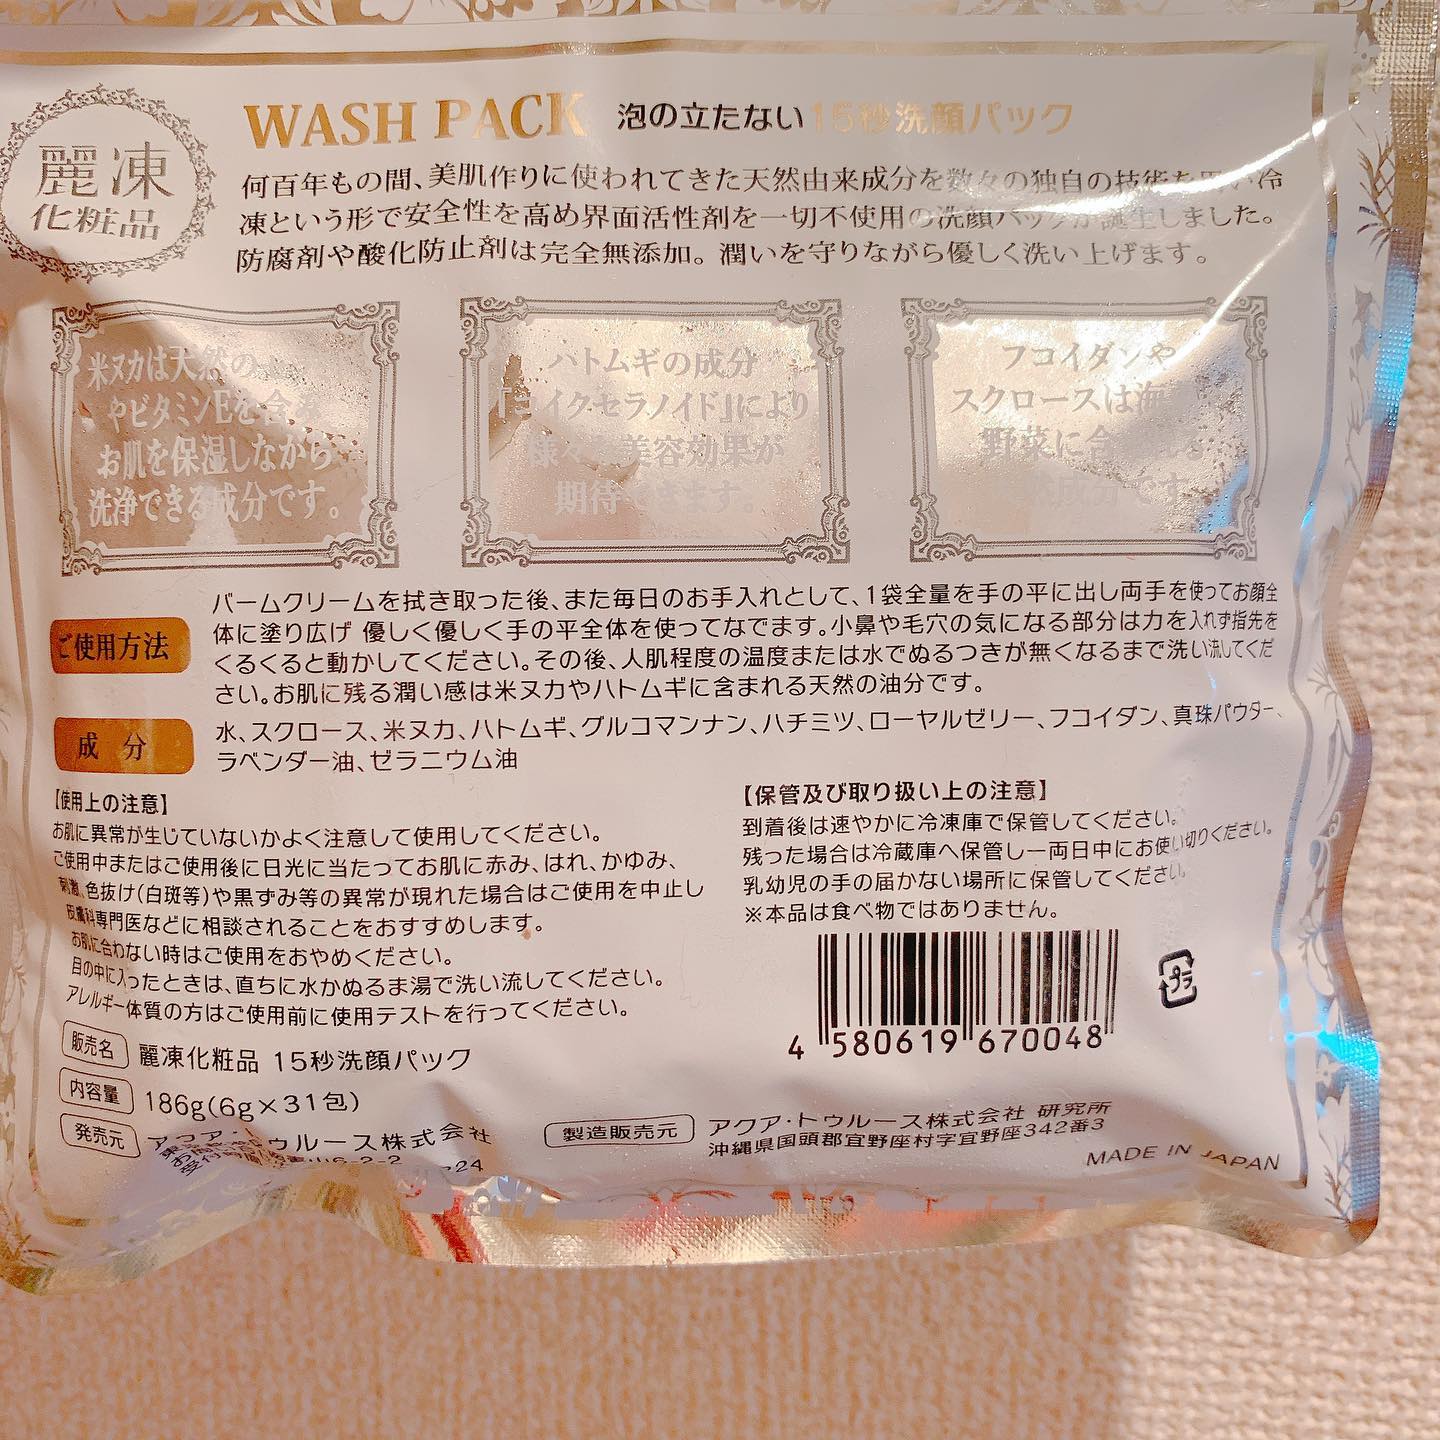 麗凍
化粧品
WASH PACK 泡の立たない15秒洗顔パック
何百年もの間、美肌作りに使われてきた天然由来成分を数々の独自の技術を用い冷
凍という形で安全性を高め界面活性剤を一切不使用の洗顔パックが誕生しました。
防腐剤や酸化防止剤は完全無添加。潤いを守りながら優しく洗い上げます。
米ヌカは天然の
やビタミンEを含み
お肌を保湿しながら
洗浄できる成分です。
ハトムギの成分
『コイクセラノイド』により
様々な美容効果が
期待できます。
フコイダンや
スクロースは海
野菜に含
成分です
ご使用方法
バームクリームを拭き取った後、また毎日のお手入れとして、1袋全量を手の平に出し両手を使ってお顔全
体に塗り広げ 優しく優しく手の平全体を使ってなでます。小鼻や毛穴の気になる部分は力を入れず指先を
くるくると動かしてください。その後、人肌程度の温度または水でぬるつきが無くなるまで洗い流してくだ
さい。お肌に残る潤い感は米ヌカやハトムギに含まれる天然の油分です。
成 分
水、スクロース、米ヌカ、ハトムギ、グルコマンナン、ハチミツ、ローヤルゼリー、フコイダン、真珠パウダー、
ラベンダー油、ゼラニウム油
【使用上の注意】
お肌に異常が生じていないかよく注意して使用してください。
ご使用中またはご使用後に日光に当たってお肌に赤み、はれ、かゆみ、
刺激、色抜け(白斑等)や黒ずみ等の異常が現れた場合はご使用を中止し
皮膚科専門医などに相談されることをおすすめします。
お肌に合わない時はご使用をおやめください。
目の中に入ったときは、直ちに水かぬるま湯で洗い流してください。
アレルギー体質の方はご使用前に使用テストを行ってください。
【保管及び取り扱い上の注意】
到着後は速やかに冷凍庫で保管してください。
残った場合は冷蔵庫へ保管し一両日中にお使い切りください。
乳幼児の手の届かない場所に保管してください。
※本品は食べ物ではありません。
4 580619 670048
プラ
販売名 麗凍化粧品 15秒洗顔パック
内容量 186g(6g×31包)
発売元 アクア・トゥルース株式会社
6-2-2
-24
製造販売元 アクア・トゥルース株式会社 研究所
沖縄県国頭郡宜野座村字宜野座342番3
MADE IN JAPAN